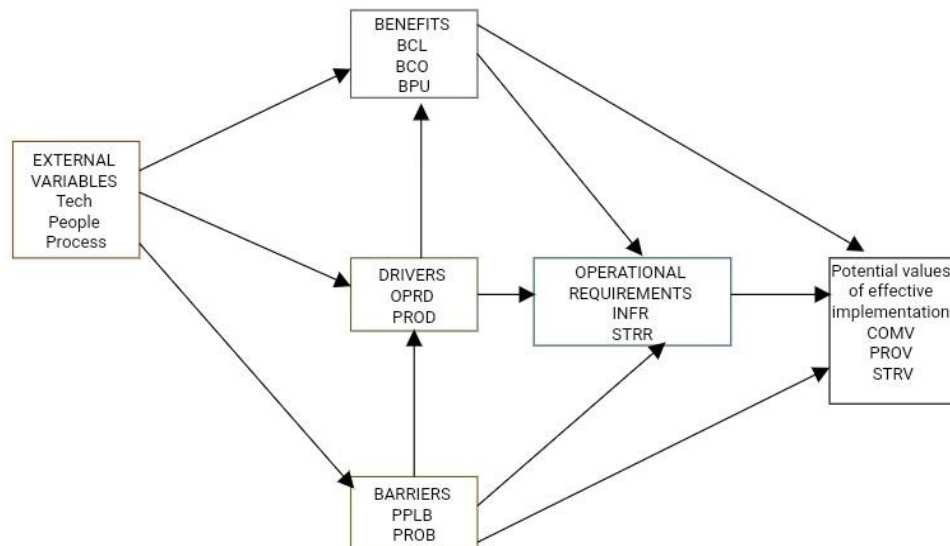 BENEFITS
BCL
BCO
BPU
EXTERNAL
VARIABLES
Tech
People
Process
DRIVERS
OPRD
PROD
OPERATIONAL
REQUIREMENTS
INFR
STRR
Potential values
of effective
implementation
COMV
PROV
STRV
BARRIERS
PPLB
PROB